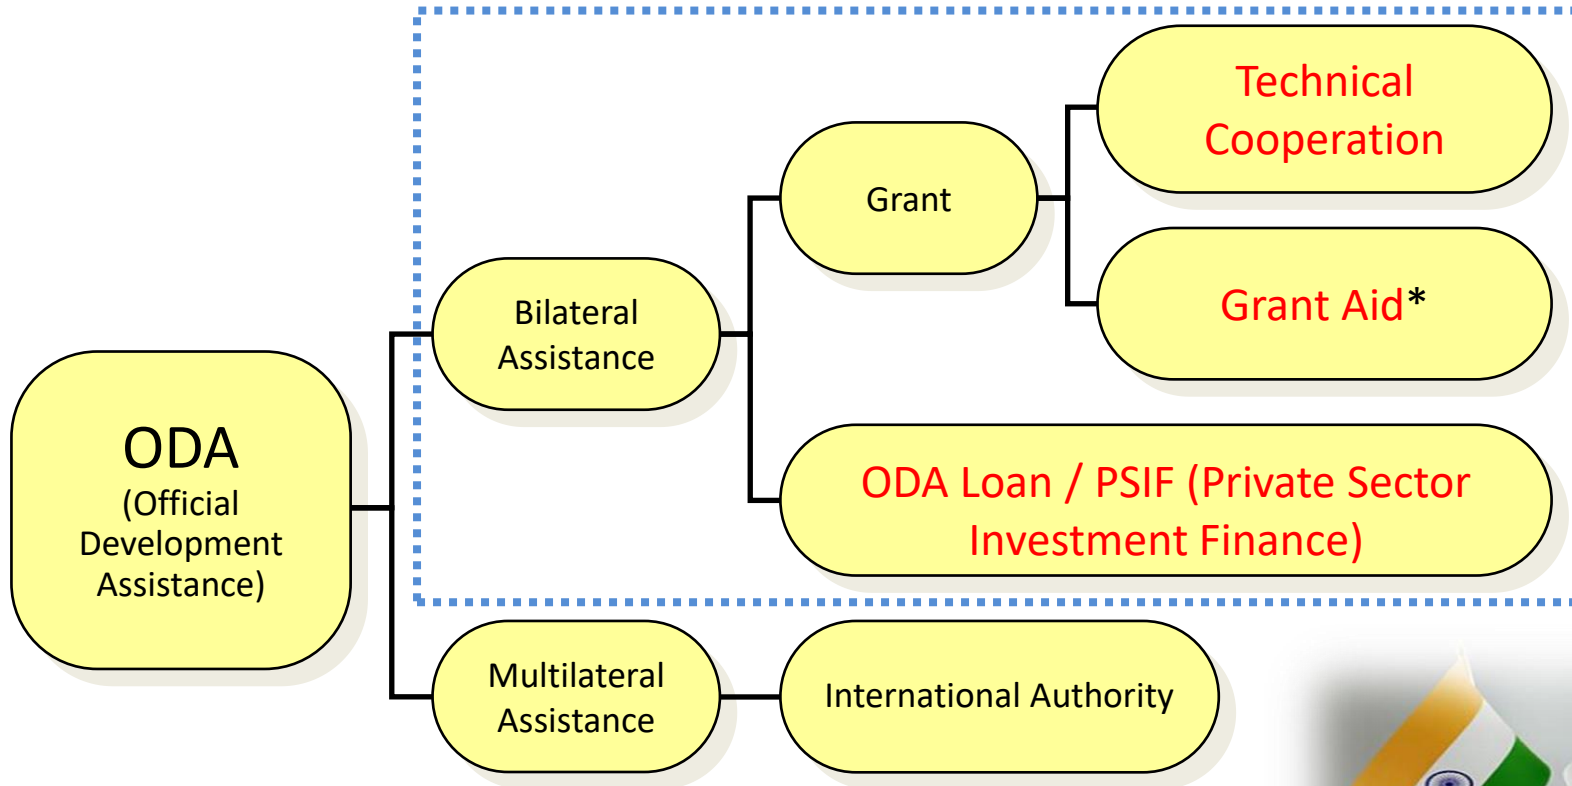 Technical
Cooperation
Grant
Grant Aid*
Bilateral
Assistance
ODA Loan / PSIF (Private Sector
Investment Finance)
ODA
(Official
Development
Assistance)
Multilateral
Assistance
International Authority